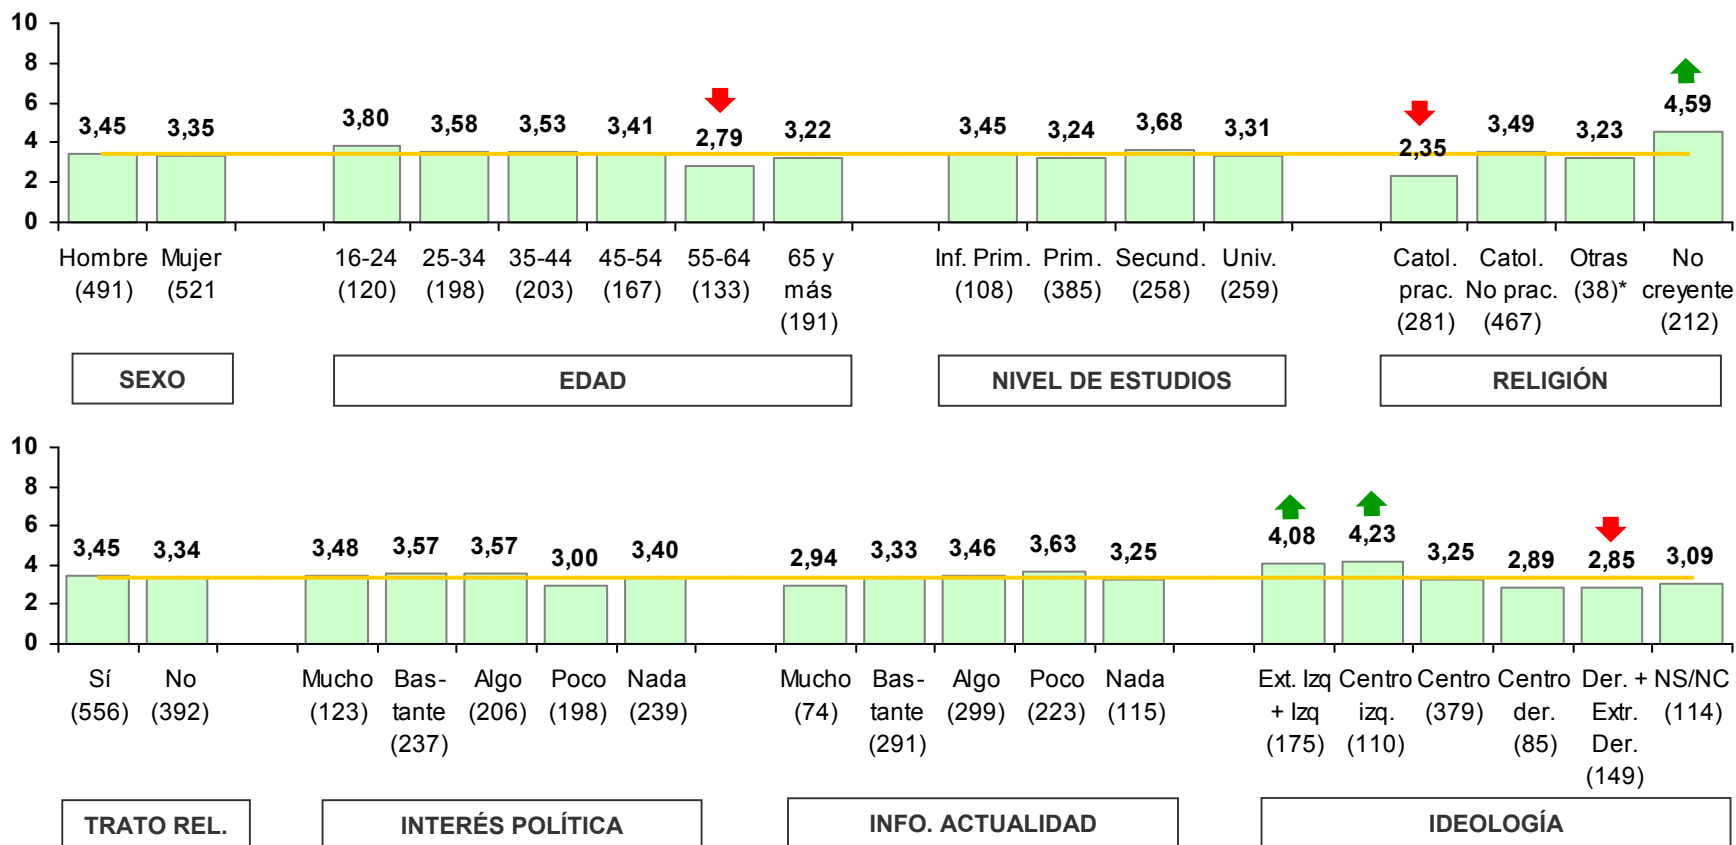 10
8
6
4
2
0
3,45 3,35 3,80 3,58 3,53 3,41 2,79 3,22 3,45 3,24 3,68 3,31 2,35 3,49 3,23 4,59
Hombre Mujer 16-24 25-34 35-44 45-54 55-64 65 y Inf. Prim. Prim. Secund. Univ. Catol. Catol. Otras No
(491) (521 (120) (198) (203) (167) (133) más (108) (385) (258) (259) prac. No prac. (38)* creyente
(191) (281) (467) (212)
SEXO EDAD NIVEL DE ESTUDIOS RELIGIÓN
10
8
6
4
2
0
3,45 3,34 3,48 3,57 3,57 3,00 3,40 2,94 3,33 3,46 3,63 3,25 4,08 4,23 3,25 2,89 2,85 3,09
Sí No Mucho Bas- Algo Poco Nada Mucho Bas- Algo Poco Nada Ext. Izq Centro Centro Centro Der. + NS/NC
(556) (392) (123) tante (206) (198) (239) (74) tante (299) (223) (115) + Izq izq. (379) der. Extr. (114)
(237) (291) (175) (110) (85) Der.
(149)
TRATO REL. INTERÉS POLÍTICA INFO. ACTUALIDAD IDEOLOGÍA